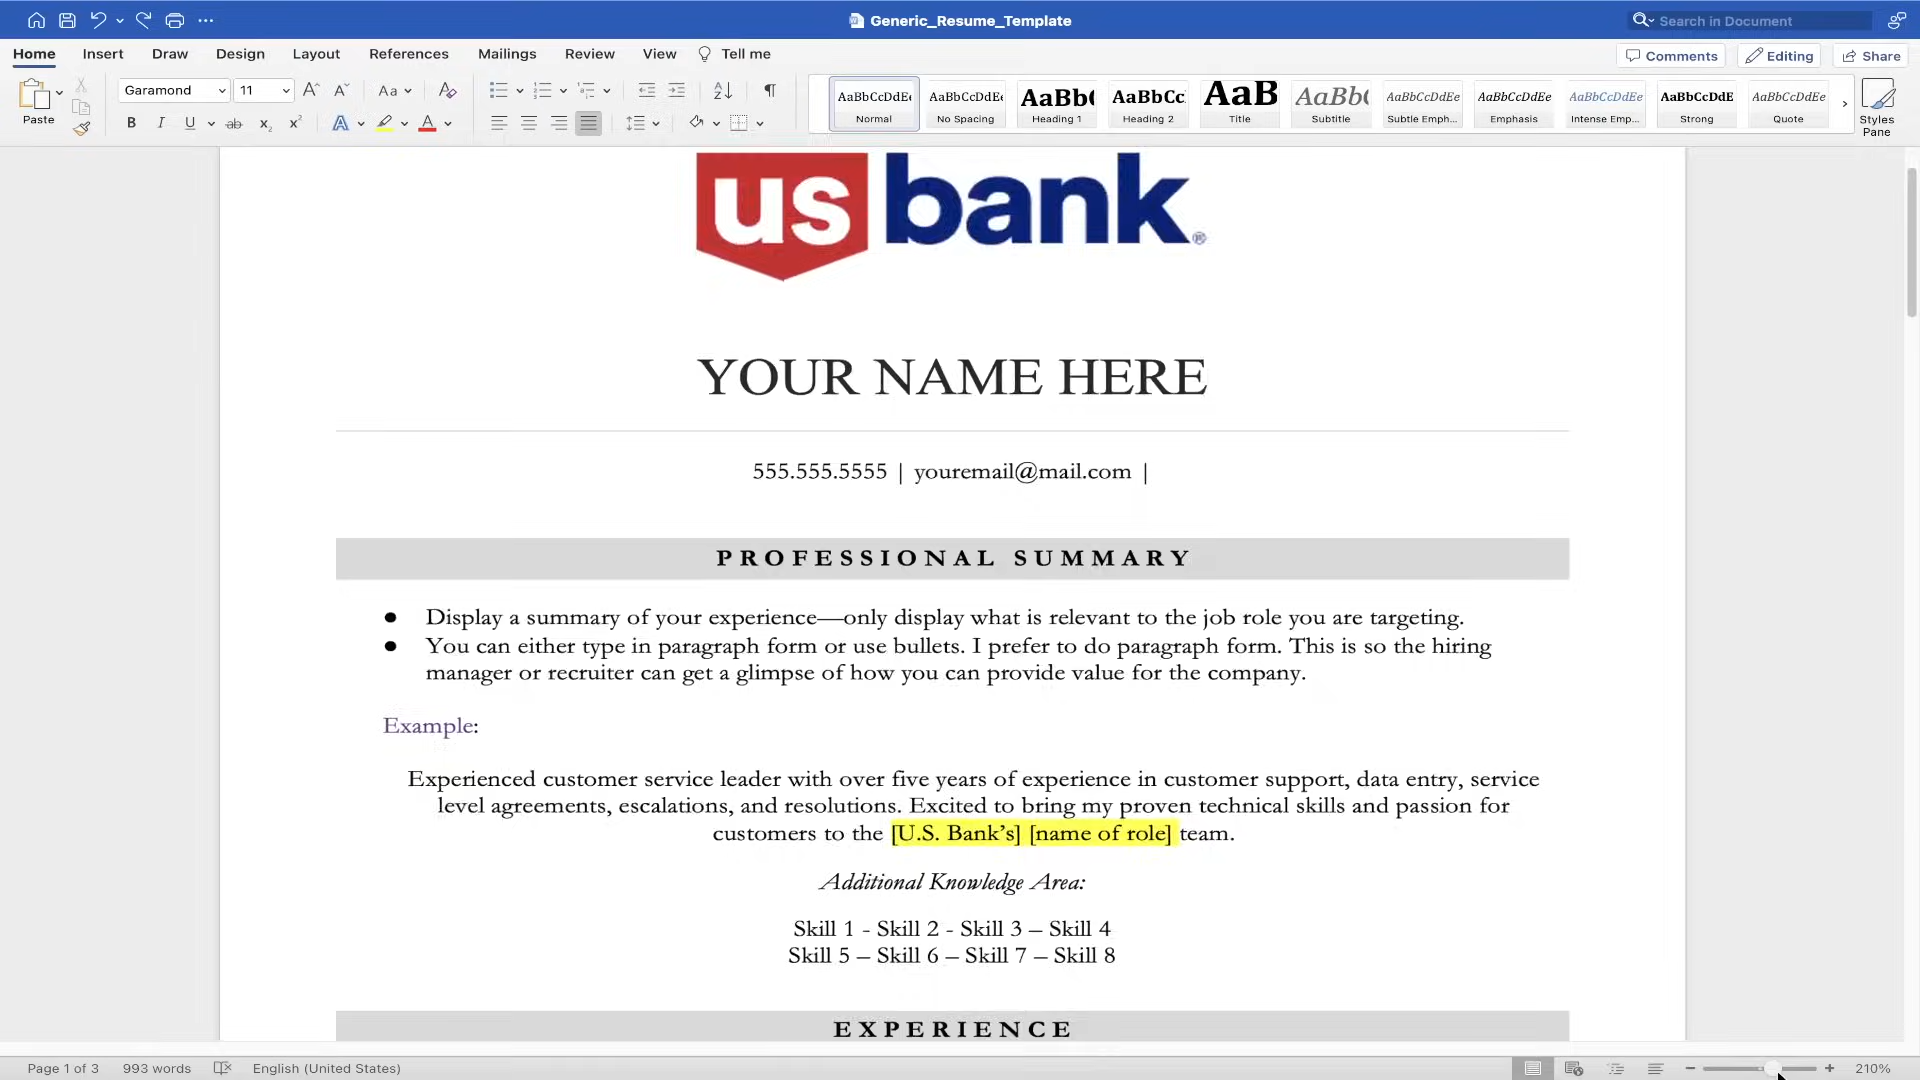 Generic_Resume_Template
Search in Document
Home Insert Draw Design Layout References Mailings Review View Tell me
Comments Editing Share
Paste
Garamond 11
Aa
B I U ab x₂ x² A A
AaBbCcDdEe AaBbCcDdEe AaBbC AaBbCc AaB AaBbC AaBbCcDdEe AaBbCcDdEe AaBbCcDdEe AaBbCcDdE AaBbCcDdEe
Normal No Spacing Heading 1 Heading 2 Title Subtitle Subtle Emph... Emphasis Intense Emp... Strong Quote
Styles
Pane
us bank®
YOUR NAME HERE
555.555.5555 | youremail@mail.com |
PROFESSIONAL SUMMARY
● Display a summary of your experience—only display what is relevant to the job role you are targeting.
● You can either type in paragraph form or use bullets. I prefer to do paragraph form. This is so the hiring
manager or recruiter can get a glimpse of how you can provide value for the company.
Example:
Experienced customer service leader with over five years of experience in customer support, data entry, service
level agreements, escalations, and resolutions. Excited to bring my proven technical skills and passion for
customers to the [U.S. Bank’s] [name of role] team.
Additional Knowledge Area:
Skill 1 - Skill 2 - Skill 3 – Skill 4
Skill 5 – Skill 6 – Skill 7 – Skill 8
EXPERIENCE
Page 1 of 3 993 words English (United States) 210%